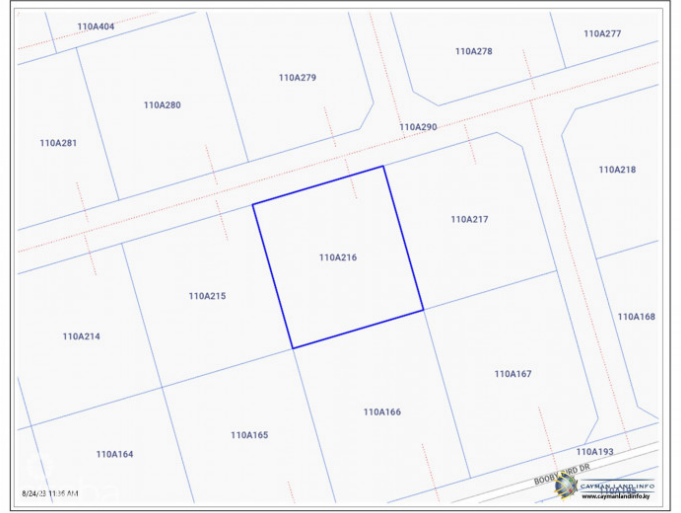 110A404
110A277
110A278
110A279
110A280
110A290
110A281
110A218
110A217
110A216
110A215
110A168
110A214
110A167
110A166
110A165
110A193
110A164
BOOBY BIRD DR
CAYMAN LAND INFO
www.caymanlandinfo.ky
8/24/23 11:36 AM